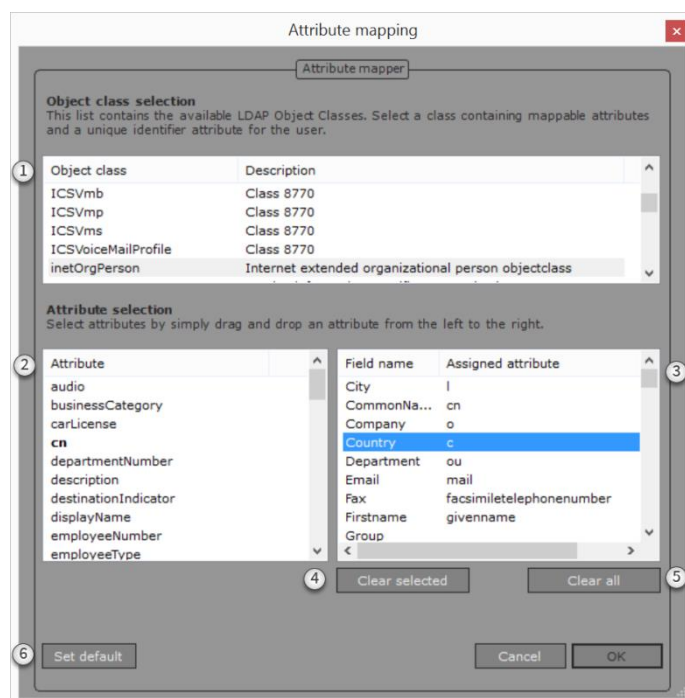 Attribute mapping
Attribute mapper
Object class selection
This list contains the available LDAP Object Classes. Select a class containing mappable attributes
and a unique identifier attribute for the user.
1
Object class Description
ICSVmb Class 8770
ICSVmp Class 8770
ICSVms Class 8770
ICSVoiceMailProfile Class 8770
inetOrgPerson Internet extended organizational person objectclass
Attribute selection
Select attributes by simply drag and drop an attribute from the left to the right.
2
Attribute
audio
businessCategory
carLicense
cn
departmentNumber
description
destinationIndicator
displayName
employeeNumber
employeeType
3
Field name Assigned attribute
City l
CommonNa... cn
Company o
Country c
Department ou
Email mail
Fax facsimiletelephonenumber
Firstname givenname
Group
4
Clear selected
Clear all
5
6
Set default
Cancel
OK